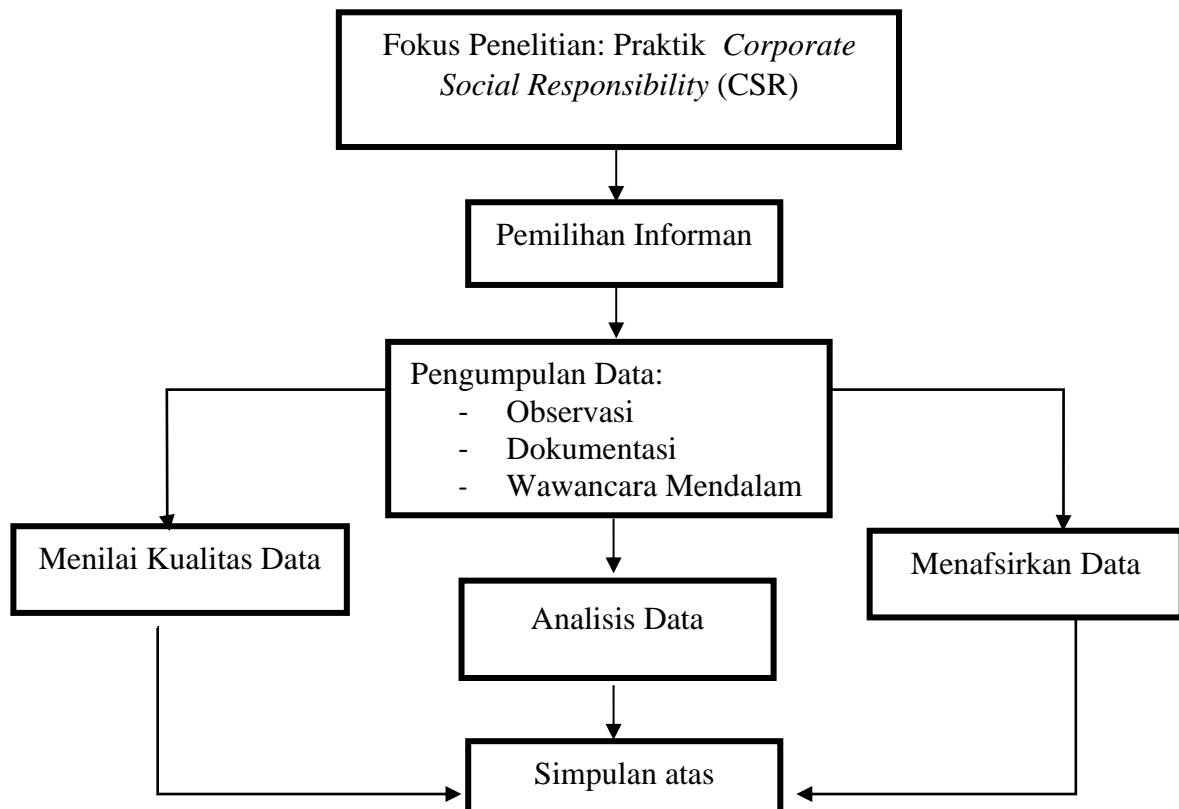 Fokus Penelitian: Praktik Corporate
Social Responsibility (CSR)
Pemilihan Informan
Pengumpulan Data:
- Observasi
- Dokumentasi
- Wawancara Mendalam
Menilai Kualitas Data
Analisis Data
Menafsirkan Data
Simpulan atas